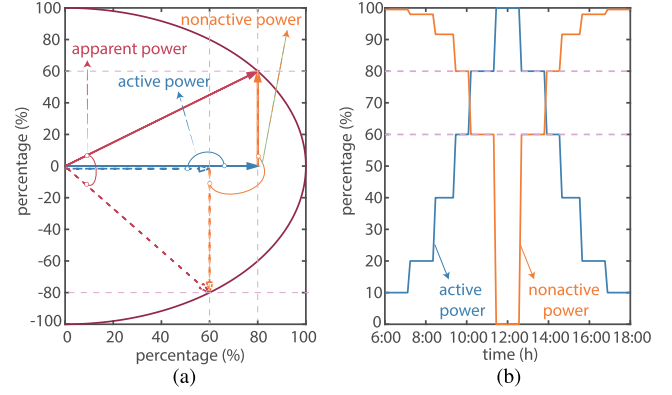 100
80
60
40
20
0
-20
-40
-60
-80
-100
percentage (%)
apparent power
nonactive power
active power
0 20 40 60 80 100
percentage (%)
(a)
100
90
80
70
60
50
40
30
20
10
0
percentage (%)
active
power
nonactive
power
6:00 8:00 10:00 12:00 14:00 16:00 18:00
time (h)
(b)